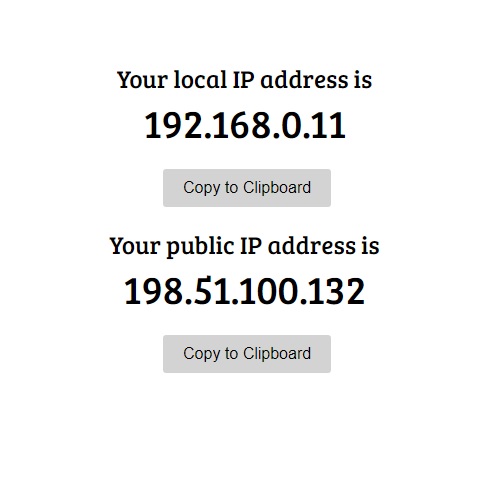 Your local IP address is
192.168.0.11
Copy to Clipboard
Your public IP address is
198.51.100.132
Copy to Clipboard